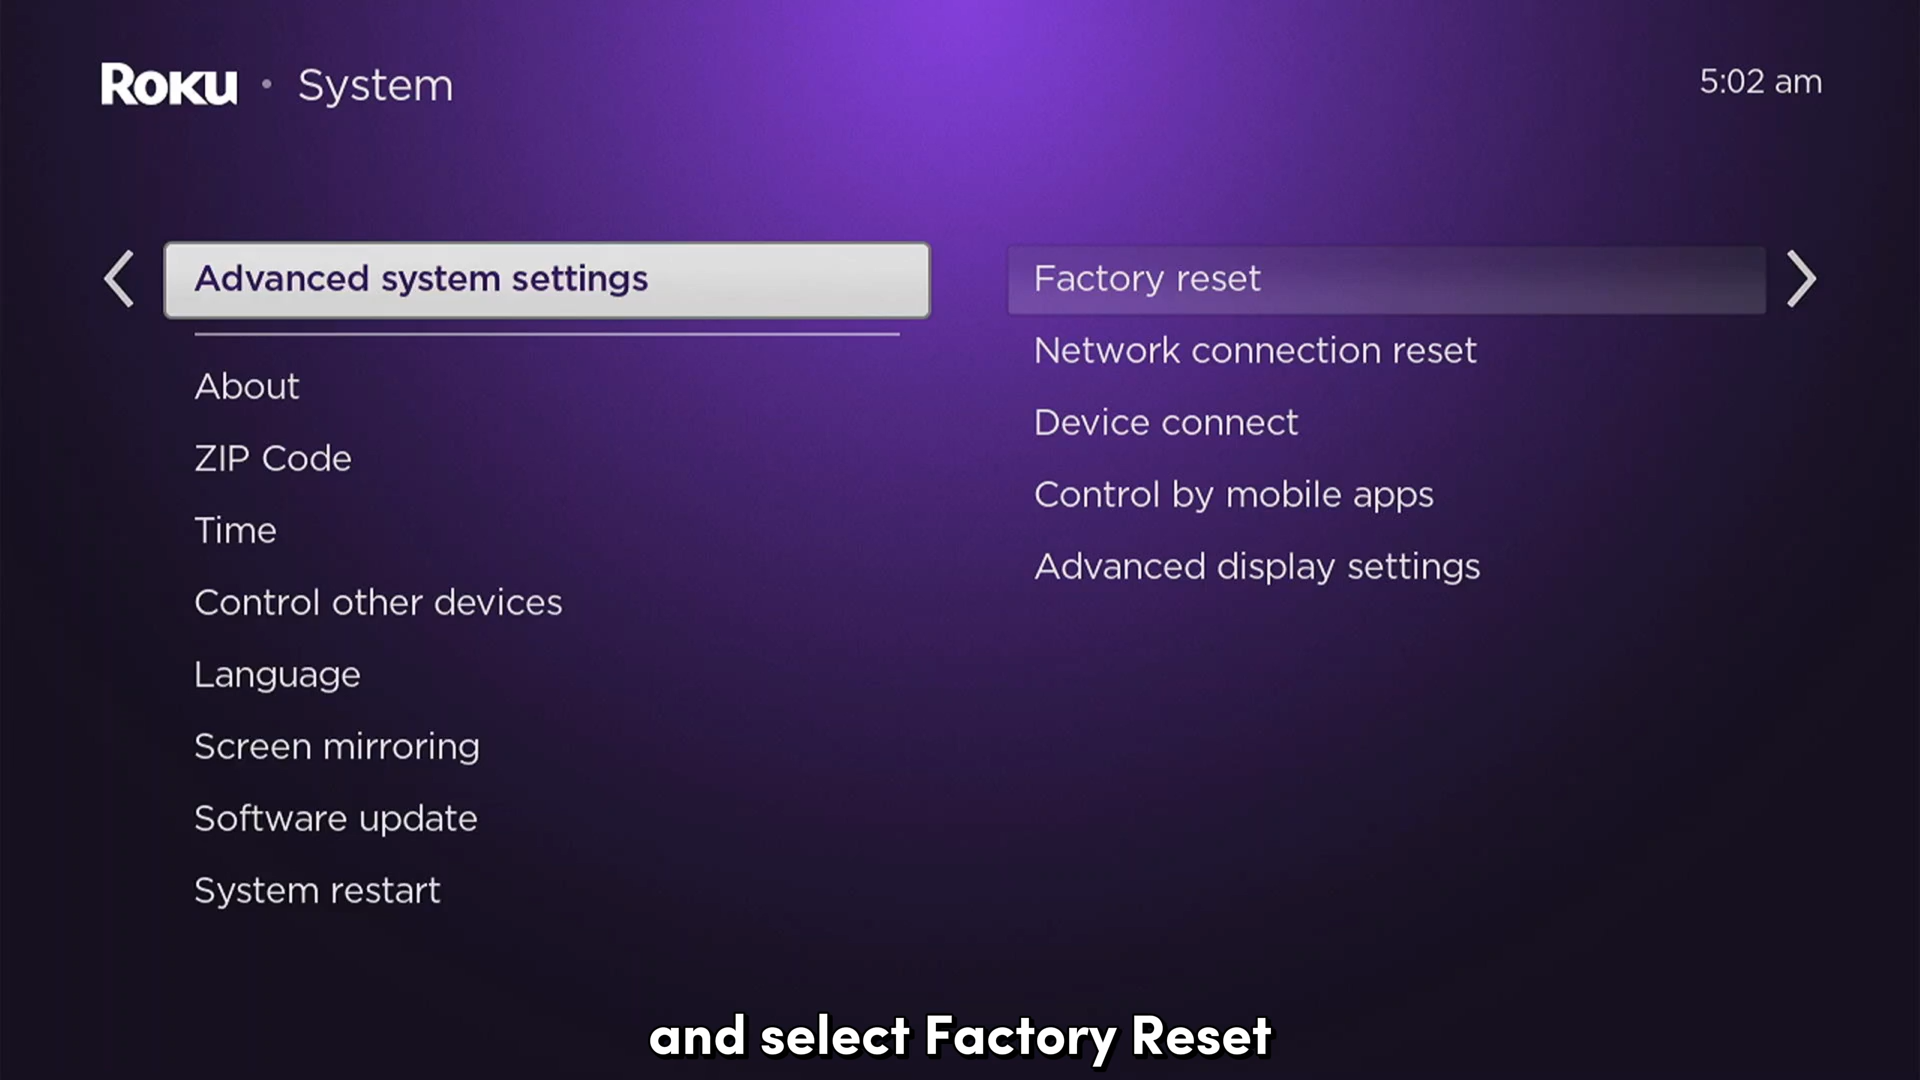 Roku • System
5:02 am
Advanced system settings
About
ZIP Code
Time
Control other devices
Language
Screen mirroring
Software update
System restart
Factory reset
Network connection reset
Device connect
Control by mobile apps
Advanced display settings
and select Factory Reset